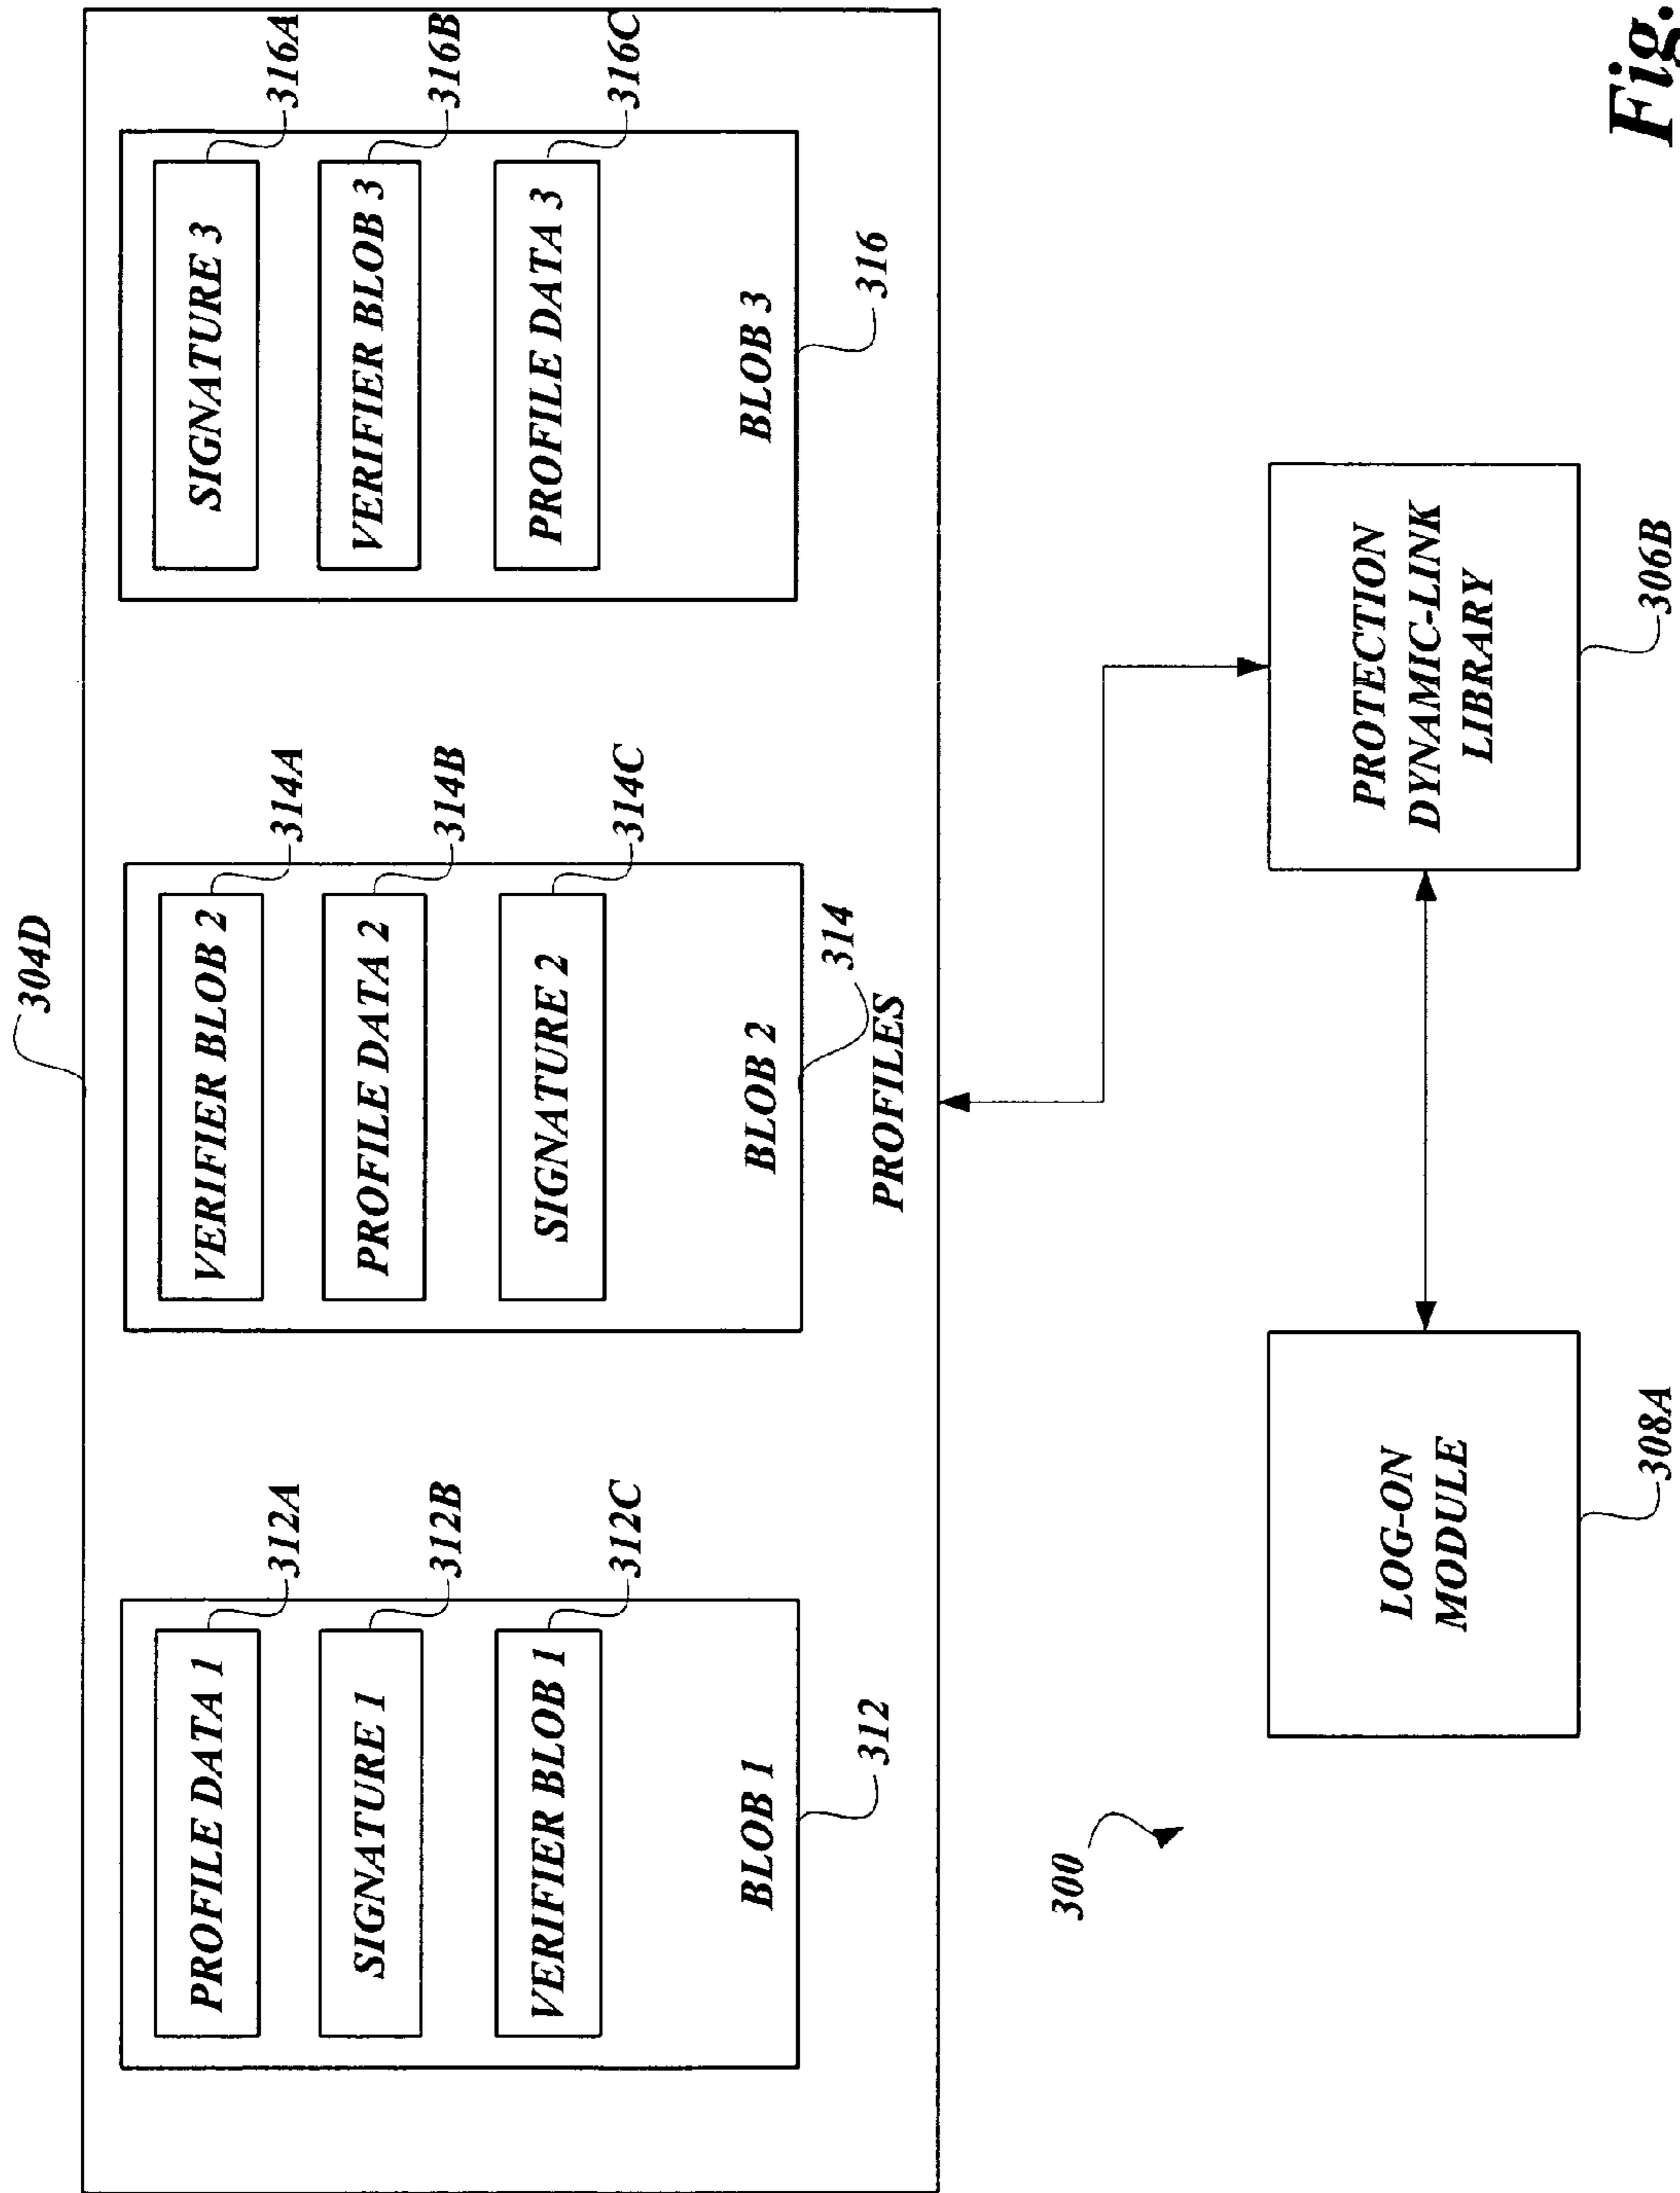 304D
PROFILE DATA 1
312A
SIGNATURE 1
312B
VERIFIER BLOB 1
312C
BLOB 1
312
VERIFIER BLOB 2
314A
PROFILE DATA 2
314B
SIGNATURE 2
314C
BLOB 2
314
SIGNATURE 3
316A
VERIFIER BLOB 3
316B
PROFILE DATA 3
316C
BLOB 3
316
PROFILES
300
LOG-ON
MODULE
308A
PROTECTION
DYNAMIC-LINK
LIBRARY
306B
Fig.